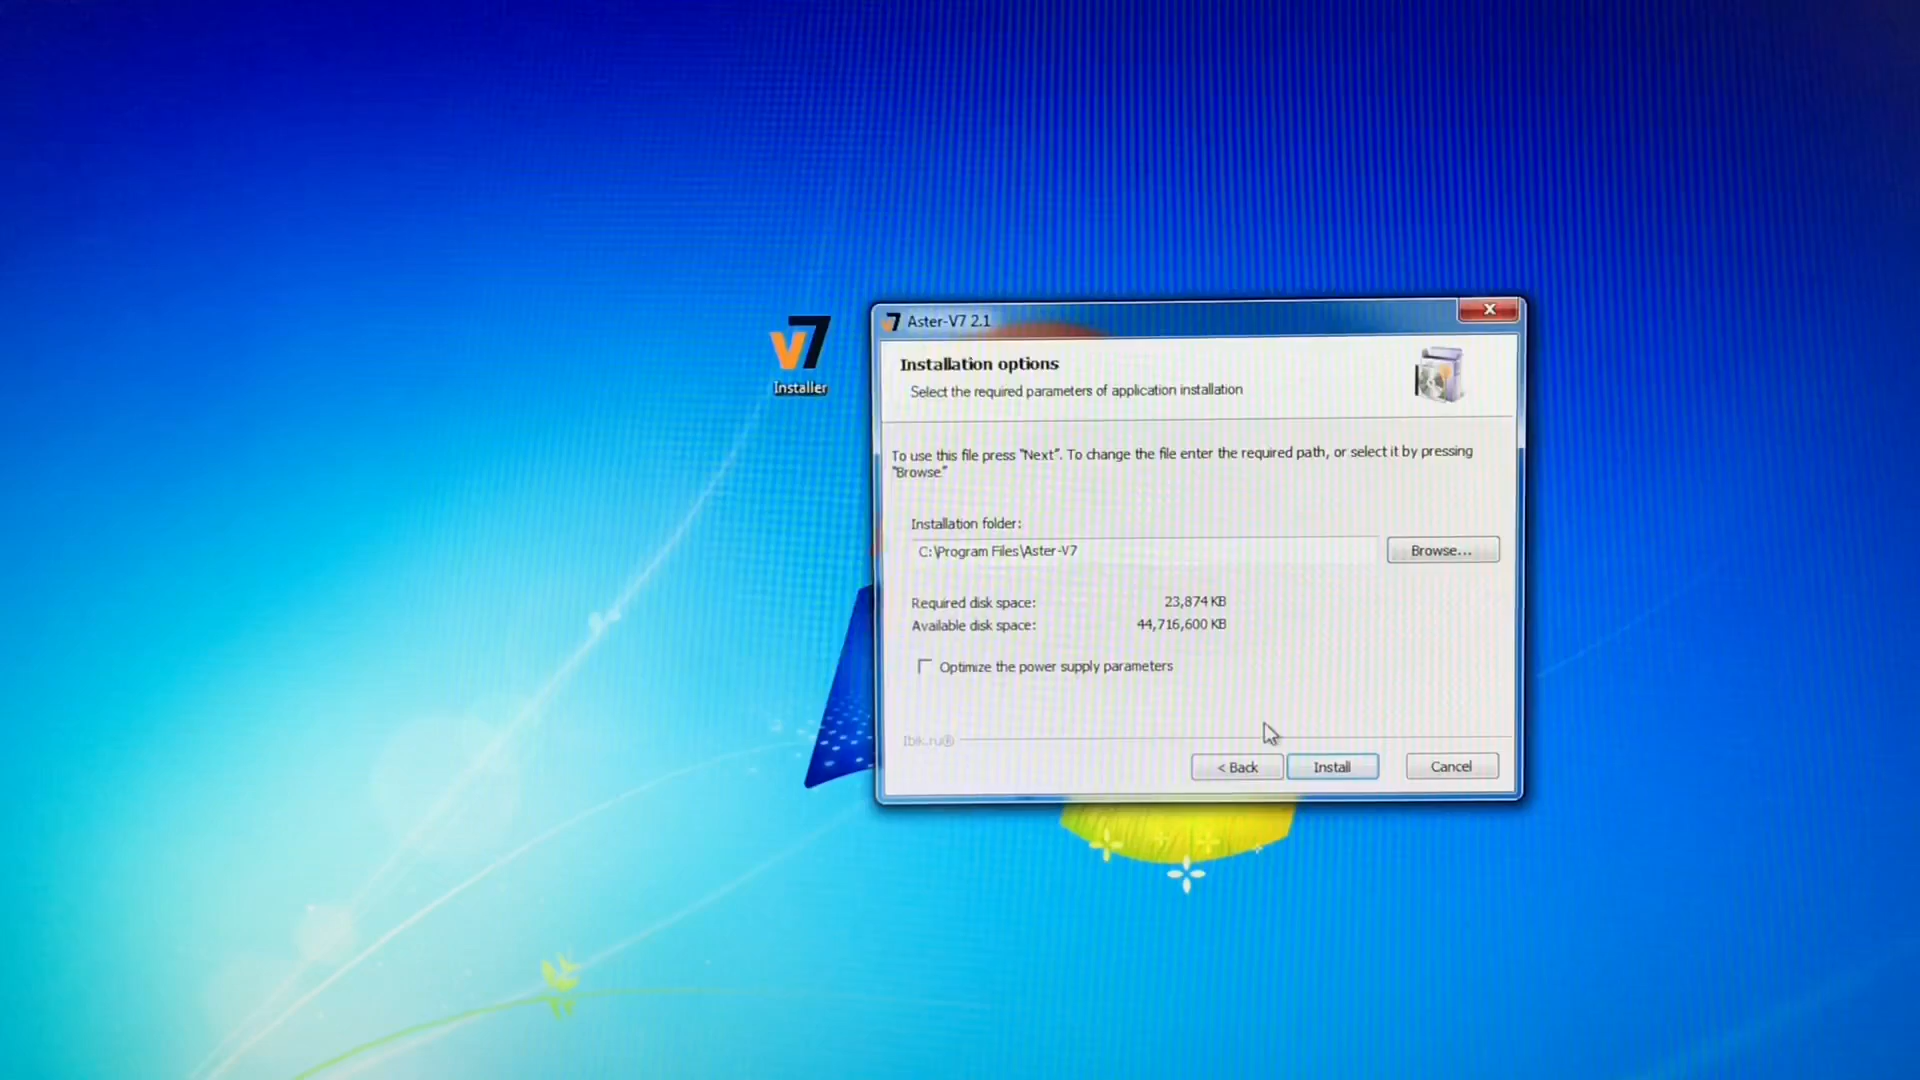 v7
Installer
Aster-V7 2.1
Installation options
Select the required parameters of application installation
To use this file press "Next". To change the file enter the required path, or select it by pressing
"Browse"
Installation folder:
C:\Program Files\Aster-V7
Browse...
Required disk space: 23,874 KB
Available disk space: 44,716,600 KB
Optimize the power supply parameters
Ibik.ru®
< Back
Install
Cancel